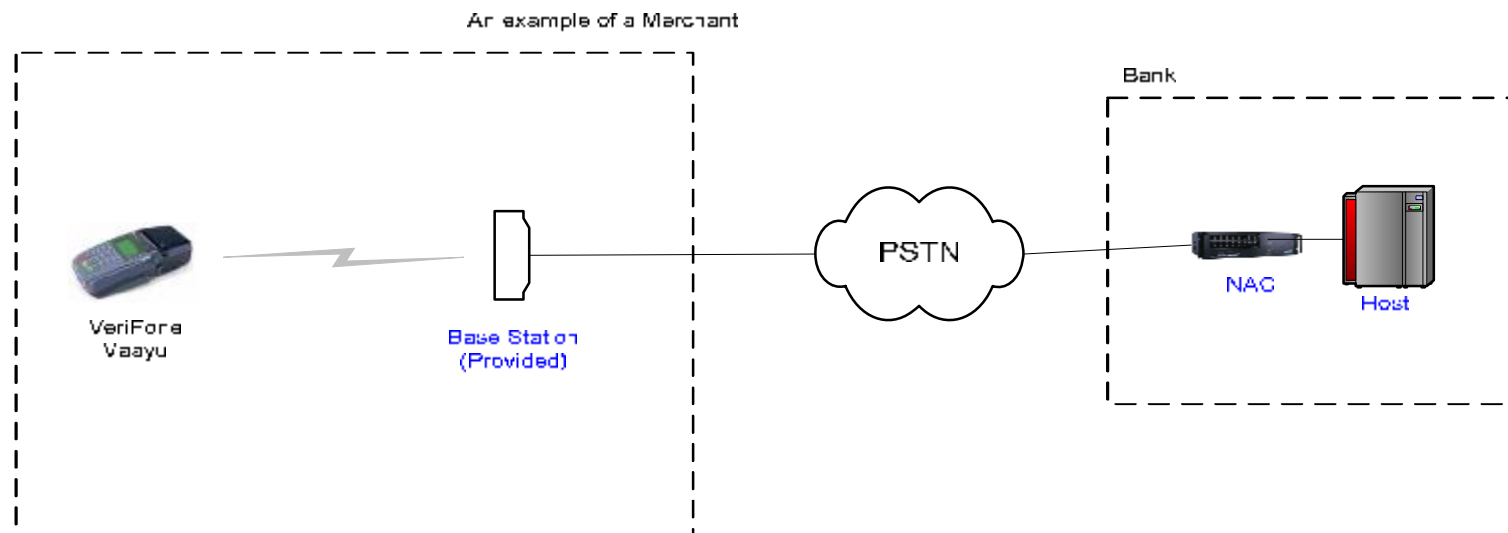 An example of a Merchant
Bank
PSTN
NAC
Host
VeriFone
Vaayu
Base Station
(Provided)